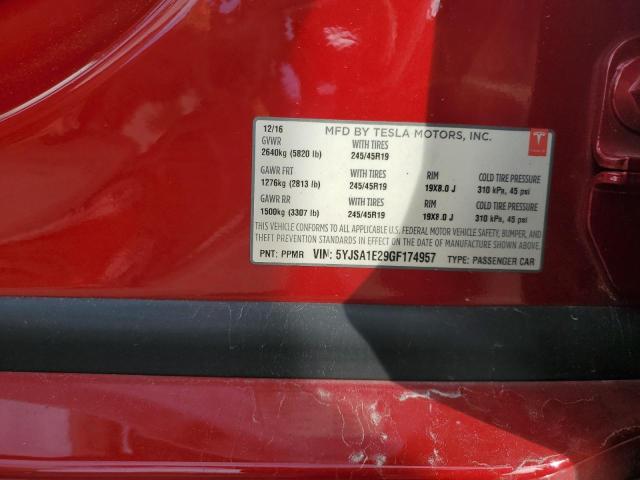 12/16 MFD BY TESLA MOTORS, INC.
GVWR WITH TIRES
2640kg (5820 lb) 245/45R19
GAWR FRT WITH TIRES RIM COLD TIRE PRESSURE
1276kg (2813 lb) 245/45R19 19X8.0 J 310 kPa, 45 psi
GAWR RR WITH TIRES RIM COLD TIRE PRESSURE
1500kg (3307 lb) 245/45R19 19X8.0 J 310 kPa, 45 psi
THIS VEHICLE CONFORMS TO ALL APPLICABLE U.S. FEDERAL MOTOR VEHICLE SAFETY, BUMPER, AND
THEFT PREVENTION STANDARDS IN EFFECT ON THE DATE OF MANUFACTURE SHOWN ABOVE.
PNT: PPMR VIN: 5YJSA1E29GF174957 TYPE: PASSENGER CAR